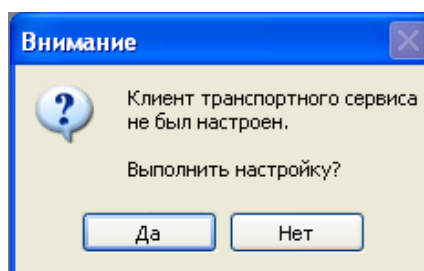 Внимание
Клиент транспортного сервиса
не был настроен.
Выполнить настройку?
Да
Нет